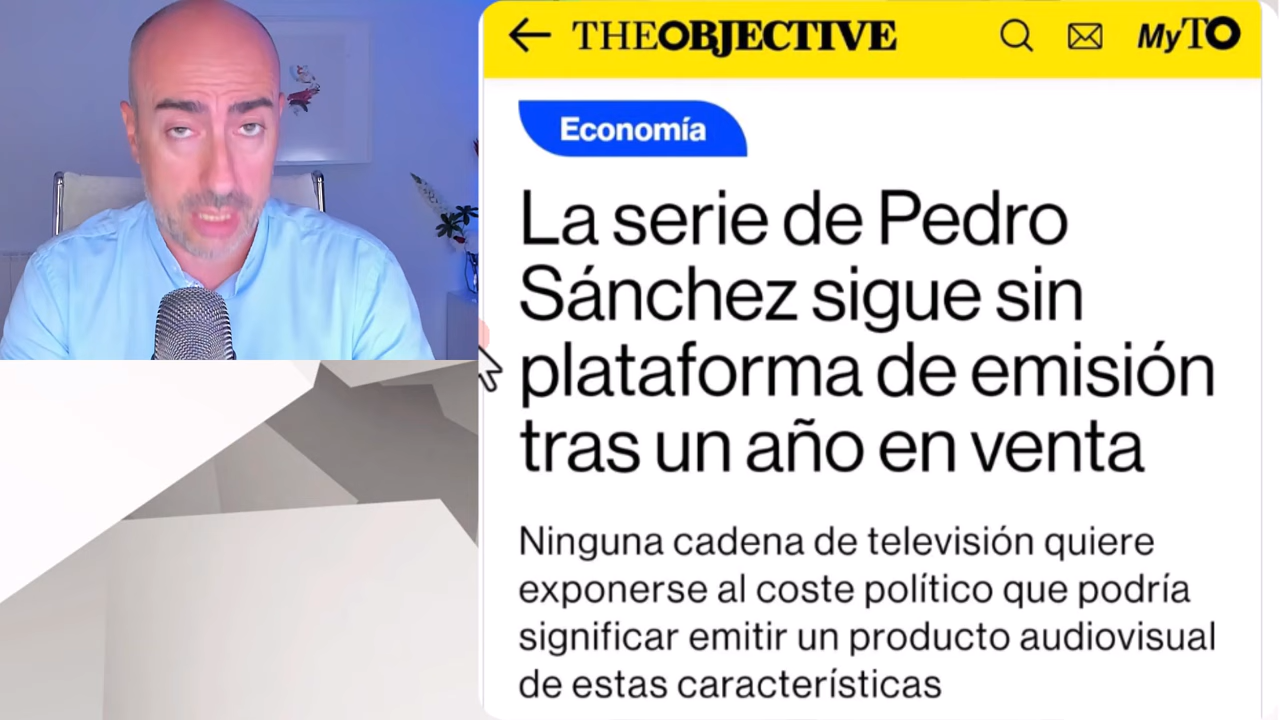 THEOBJECTIVE
MyTO
Economía
La serie de Pedro
Sánchez sigue sin
plataforma de emisión
tras un año en venta
Ninguna cadena de televisión quiere
exponerse al coste político que podría
significar emitir un producto audiovisual
de estas características